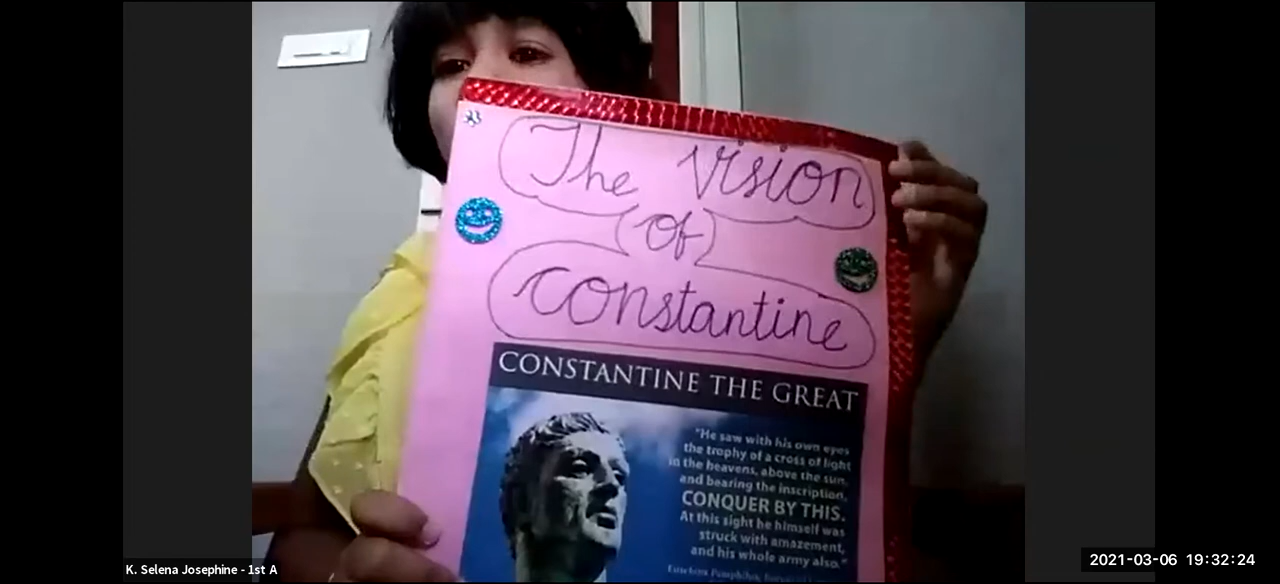 The Vision
of
Constantine
CONSTANTINE THE GREAT
"He saw with his own eyes
the trophy of a cross of light
in the heavens, above the sun,
and bearing the inscription,
CONQUER BY THIS.
At this sight he himself was
struck with amazement,
and his whole army also."
K. Selena Josephine - 1st A
2021-03-06 19:32:24